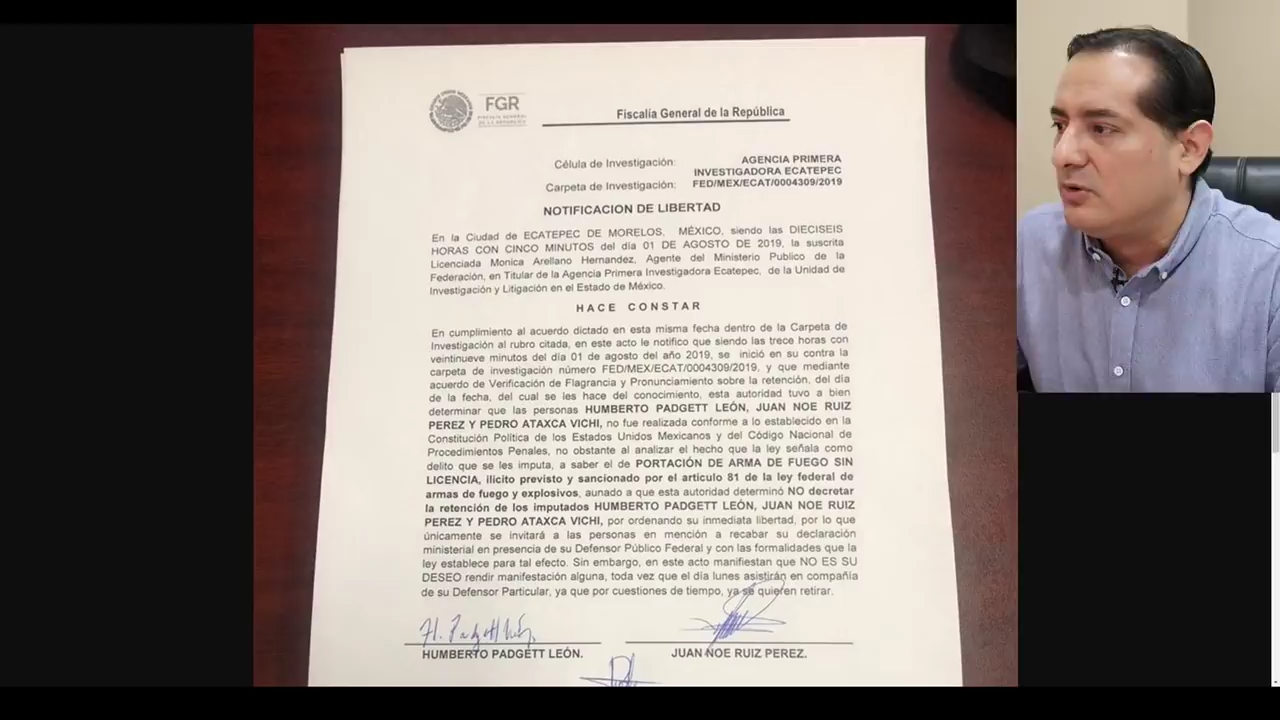 FGR
FISCALÍA GENERAL
DE LA REPÚBLICA
Fiscalía General de la República
Célula de Investigación: AGENCIA PRIMERA
INVESTIGADORA ECATEPEC
Carpeta de Investigación: FED/MEX/ECAT/0004309/2019
NOTIFICACION DE LIBERTAD
En la Ciudad de ECATEPEC DE MORELOS, MÉXICO, siendo las DIECISEIS
HORAS CON CINCO MINUTOS del día 01 DE AGOSTO DE 2019, la suscrita
Licenciada Monica Arellano Hernandez, Agente del Ministerio Publico de la
Federación, en Titular de la Agencia Primera Investigadora Ecatepec, de la Unidad de
Investigación y Litigación en el Estado de México.
HACE CONSTAR
En cumplimiento al acuerdo dictado en esta misma fecha dentro de la Carpeta de
Investigación al rubro citada, en este acto le notifico que siendo las trece horas con
veintinueve minutos del día 01 de agosto del año 2019, se inició en su contra la
carpeta de investigación número FED/MEX/ECAT/0004309/2019, y que mediante
acuerdo de Verificación de Flagrancia y Pronunciamiento sobre la retención, del día
de la fecha, del cual se les hace del conocimiento, esta autoridad tuvo a bien
determinar que las personas HUMBERTO PADGETT LEÓN, JUAN NOE RUIZ
PEREZ Y PEDRO ATAXCA VICHI, no fue realizada conforme a lo establecido en la
Constitución Política de los Estados Unidos Mexicanos y del Código Nacional de
Procedimientos Penales, no obstante al analizar el hecho que la ley señala como
delito que se les imputa, a saber el de PORTACIÓN DE ARMA DE FUEGO SIN
LICENCIA, ilícito previsto y sancionado por el articulo 81 de la ley federal de
armas de fuego y explosivos, aunado a que esta autoridad determinó NO decretar
la retención de los imputados HUMBERTO PADGETT LEÓN, JUAN NOE RUIZ
PEREZ Y PEDRO ATAXCA VICHI, por ordenando su inmediata libertad, por lo que
únicamente se invitará a las personas en mención a recabar su declaración
ministerial en presencia de su Defensor Público Federal y con las formalidades que la
ley establece para tal efecto. Sin embargo, en este acto manifiestan que NO ES SU
DESEO rendir manifestación alguna, toda vez que el día lunes asistirán en compañía
de su Defensor Particular, ya que por cuestiones de tiempo, ya se quieren retirar.
H. Padgett León
HUMBERTO PADGETT LEÓN. JUAN NOE RUIZ PEREZ.